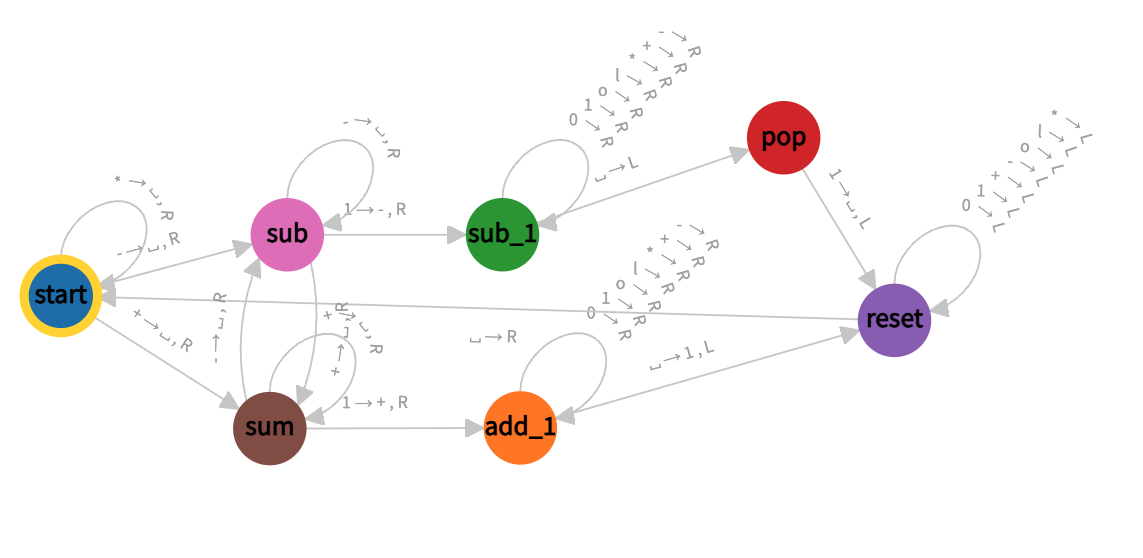 - → R
+ → R
* → R
l → R
o → R
1 → R
0 → R
* → L
l → L
o → L
- → L
+ → L
1 → L
0 → L
pop
- → ␣,R
␣ → L
* → ␣,R
1 → ␣,L
1 → -,R
sub
sub_1
- → ␣,R
- → R
+ → R
* → R
l → R
o → R
1 → R
0 → R
start
reset
- → ␣,R
+ → ␣,R
+ → ␣,R
+ → ␣,R
␣ → R
␣ → 1,L
1 → +,R
sum
add_1